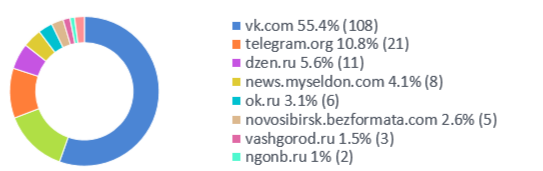 vk.com 55.4% (108)
telegram.org 10.8% (21)
dzen.ru 5.6% (11)
news.myseldon.com 4.1% (8)
ok.ru 3.1% (6)
novosibirsk.bezformata.com 2.6% (5)
vashgorod.ru 1.5% (3)
ngonb.ru 1% (2)